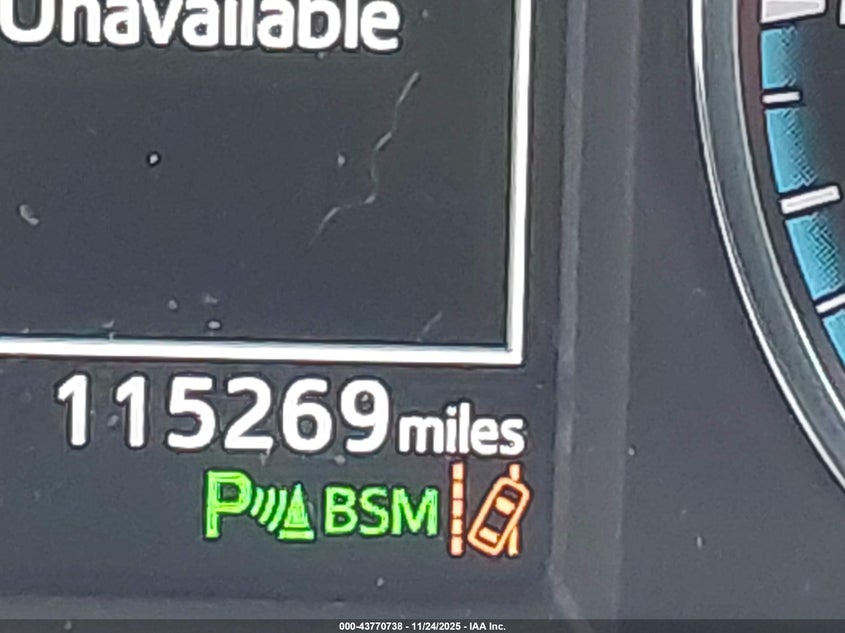 Unavailable
115269 miles
P BSM
000-43770738 - 11/24/2025 - IAA Inc.